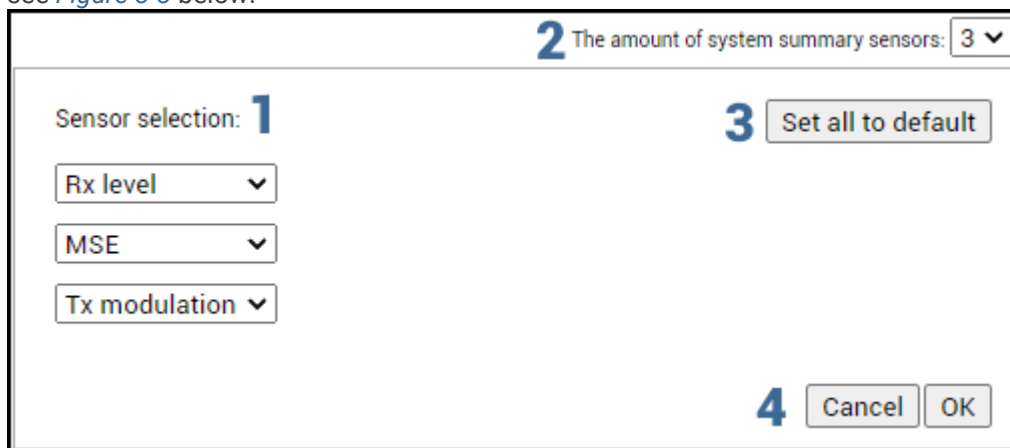 2 The amount of system summary sensors: 3
Sensor selection: 1
3 Set all to default
Rx level
MSE
Tx modulation
4 Cancel OK